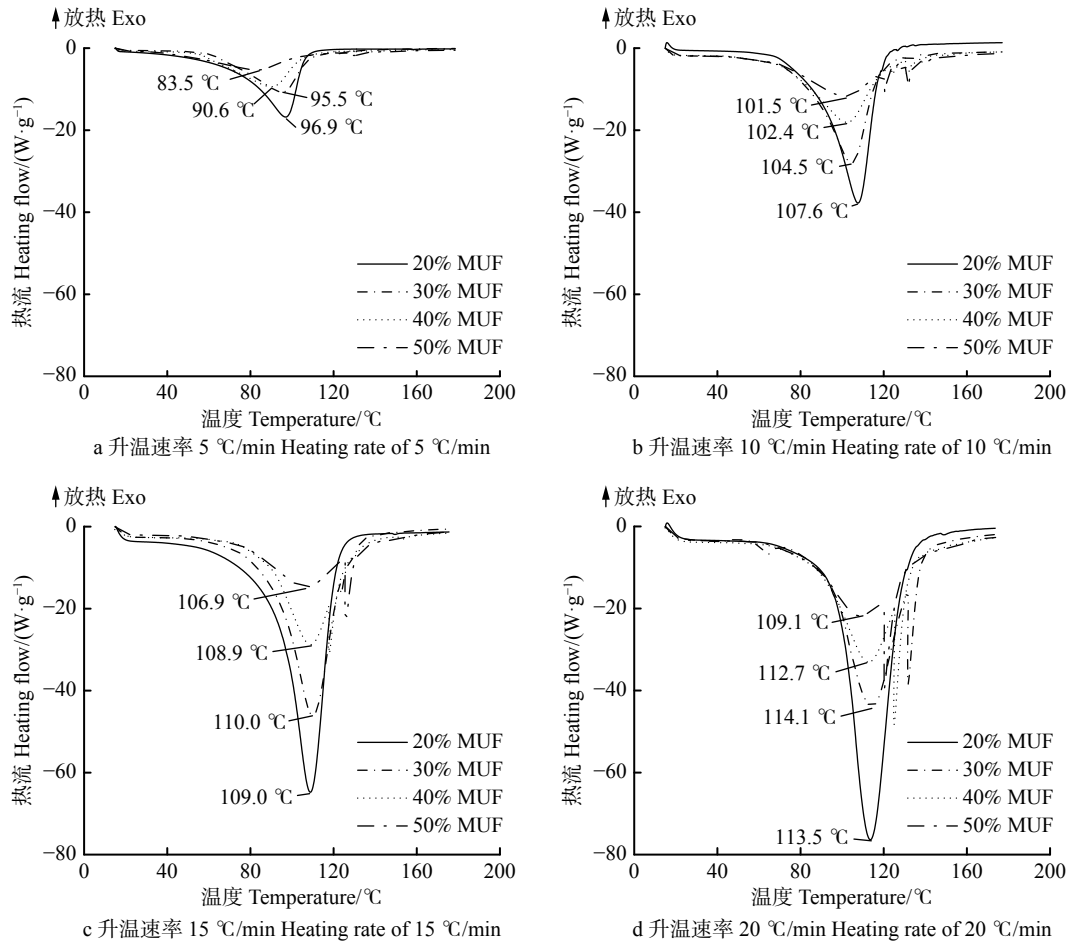 放热 Exo
0
−20
−40
−60
−80
热流 Heating flow/(W·g⁻¹)
83.5 ℃
90.6 ℃
95.5 ℃
96.9 ℃
20% MUF
30% MUF
40% MUF
50% MUF
0 40 80 120 160 200
温度 Temperature/℃
a 升温速率 5 ℃/min Heating rate of 5 ℃/min
放热 Exo
0
−20
−40
−60
−80
热流 Heating flow/(W·g⁻¹)
101.5 ℃
102.4 ℃
104.5 ℃
107.6 ℃
20% MUF
30% MUF
40% MUF
50% MUF
0 40 80 120 160 200
温度 Temperature/℃
b 升温速率 10 ℃/min Heating rate of 10 ℃/min
放热 Exo
0
−20
−40
−60
−80
热流 Heating flow/(W·g⁻¹)
106.9 ℃
108.9 ℃
110.0 ℃
109.0 ℃
20% MUF
30% MUF
40% MUF
50% MUF
0 40 80 120 160 200
温度 Temperature/℃
c 升温速率 15 ℃/min Heating rate of 15 ℃/min
放热 Exo
0
−20
−40
−60
−80
热流 Heating flow/(W·g⁻¹)
109.1 ℃
112.7 ℃
114.1 ℃
113.5 ℃
20% MUF
30% MUF
40% MUF
50% MUF
0 40 80 120 160 200
温度 Temperature/℃
d 升温速率 20 ℃/min Heating rate of 20 ℃/min